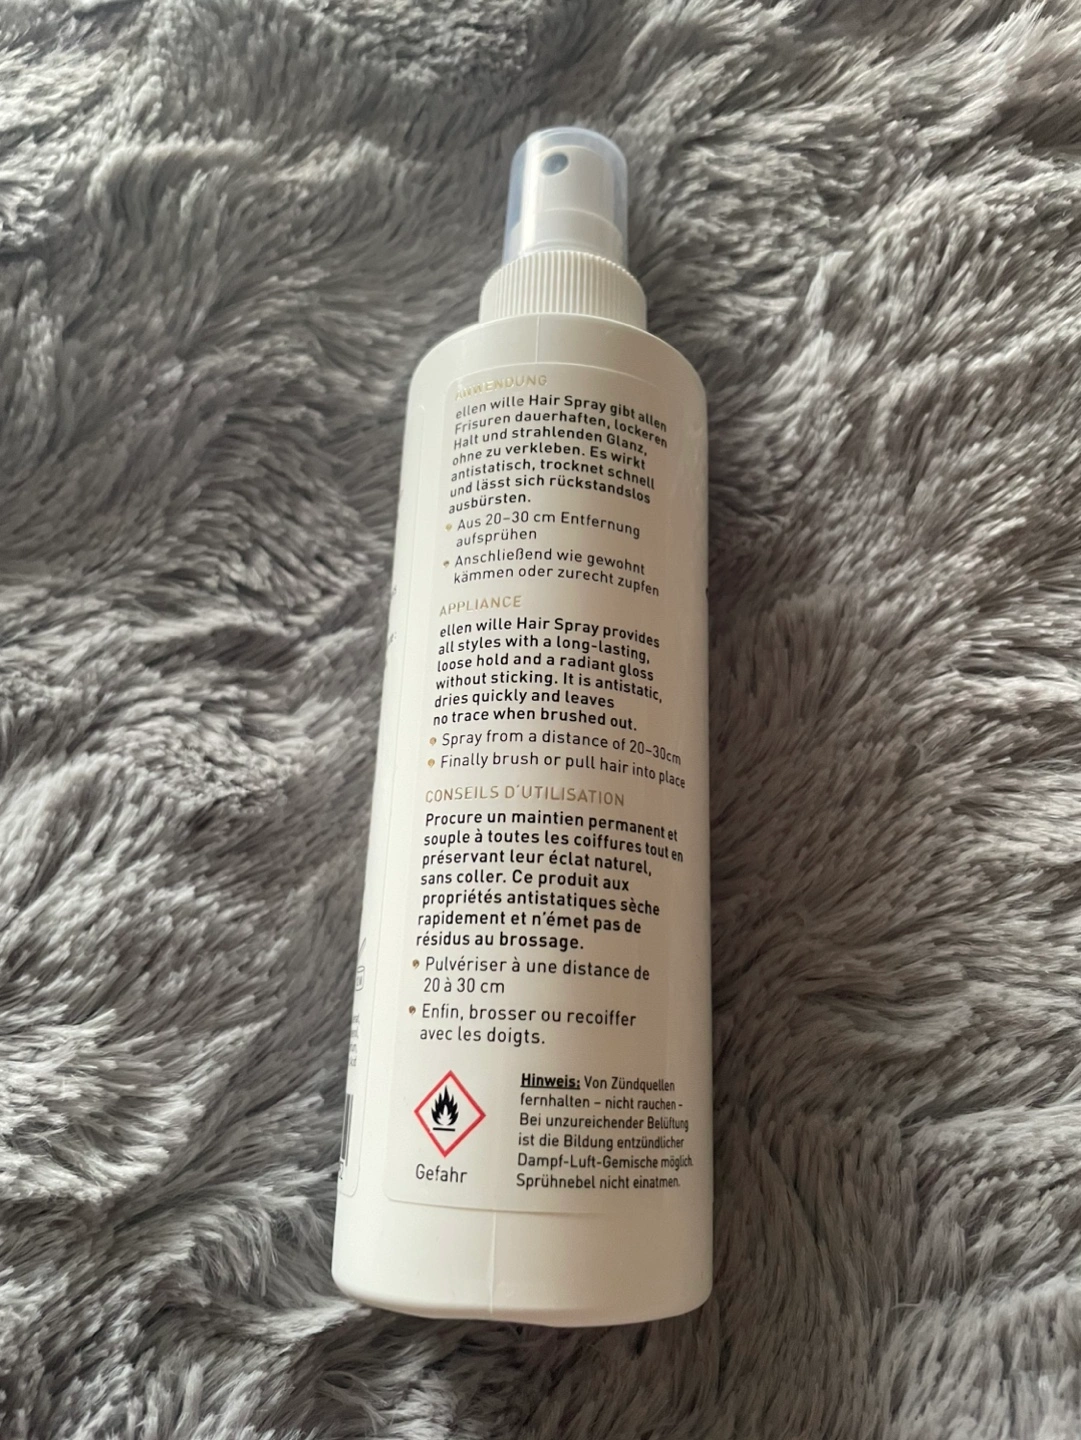 ANWENDUNG
ellen wille Hair Spray gibt allen
Frisuren dauerhaften, lockeren
Halt und strahlenden Glanz,
ohne zu verkleben. Es wirkt
antistatisch, trocknet schnell
und lässt sich rückstandslos
ausbürsten.
Aus 20–30 cm Entfernung
aufsprühen
Anschließend wie gewohnt
kämmen oder zurecht zupfen
APPLIANCE
ellen wille Hair Spray provides
all styles with a long-lasting,
loose hold and a radiant gloss
without sticking. It is antistatic,
dries quickly and leaves
no trace when brushed out.
Spray from a distance of 20–30cm
Finally brush or pull hair into place
CONSEILS D'UTILISATION
Procure un maintien permanent et
souple à toutes les coiffures tout en
préservant leur éclat naturel,
sans coller. Ce produit aux
propriétés antistatiques sèche
rapidement et n'émet pas de
résidus au brossage.
Pulvériser à une distance de
20 à 30 cm
Enfin, brosser ou recoiffer
avec les doigts.
Gefahr
Hinweis: Von Zündquellen
fernhalten – nicht rauchen -
Bei unzureichender Belüftung
ist die Bildung entzündlicher
Dampf-Luft-Gemische möglich.
Sprühnebel nicht einatmen.